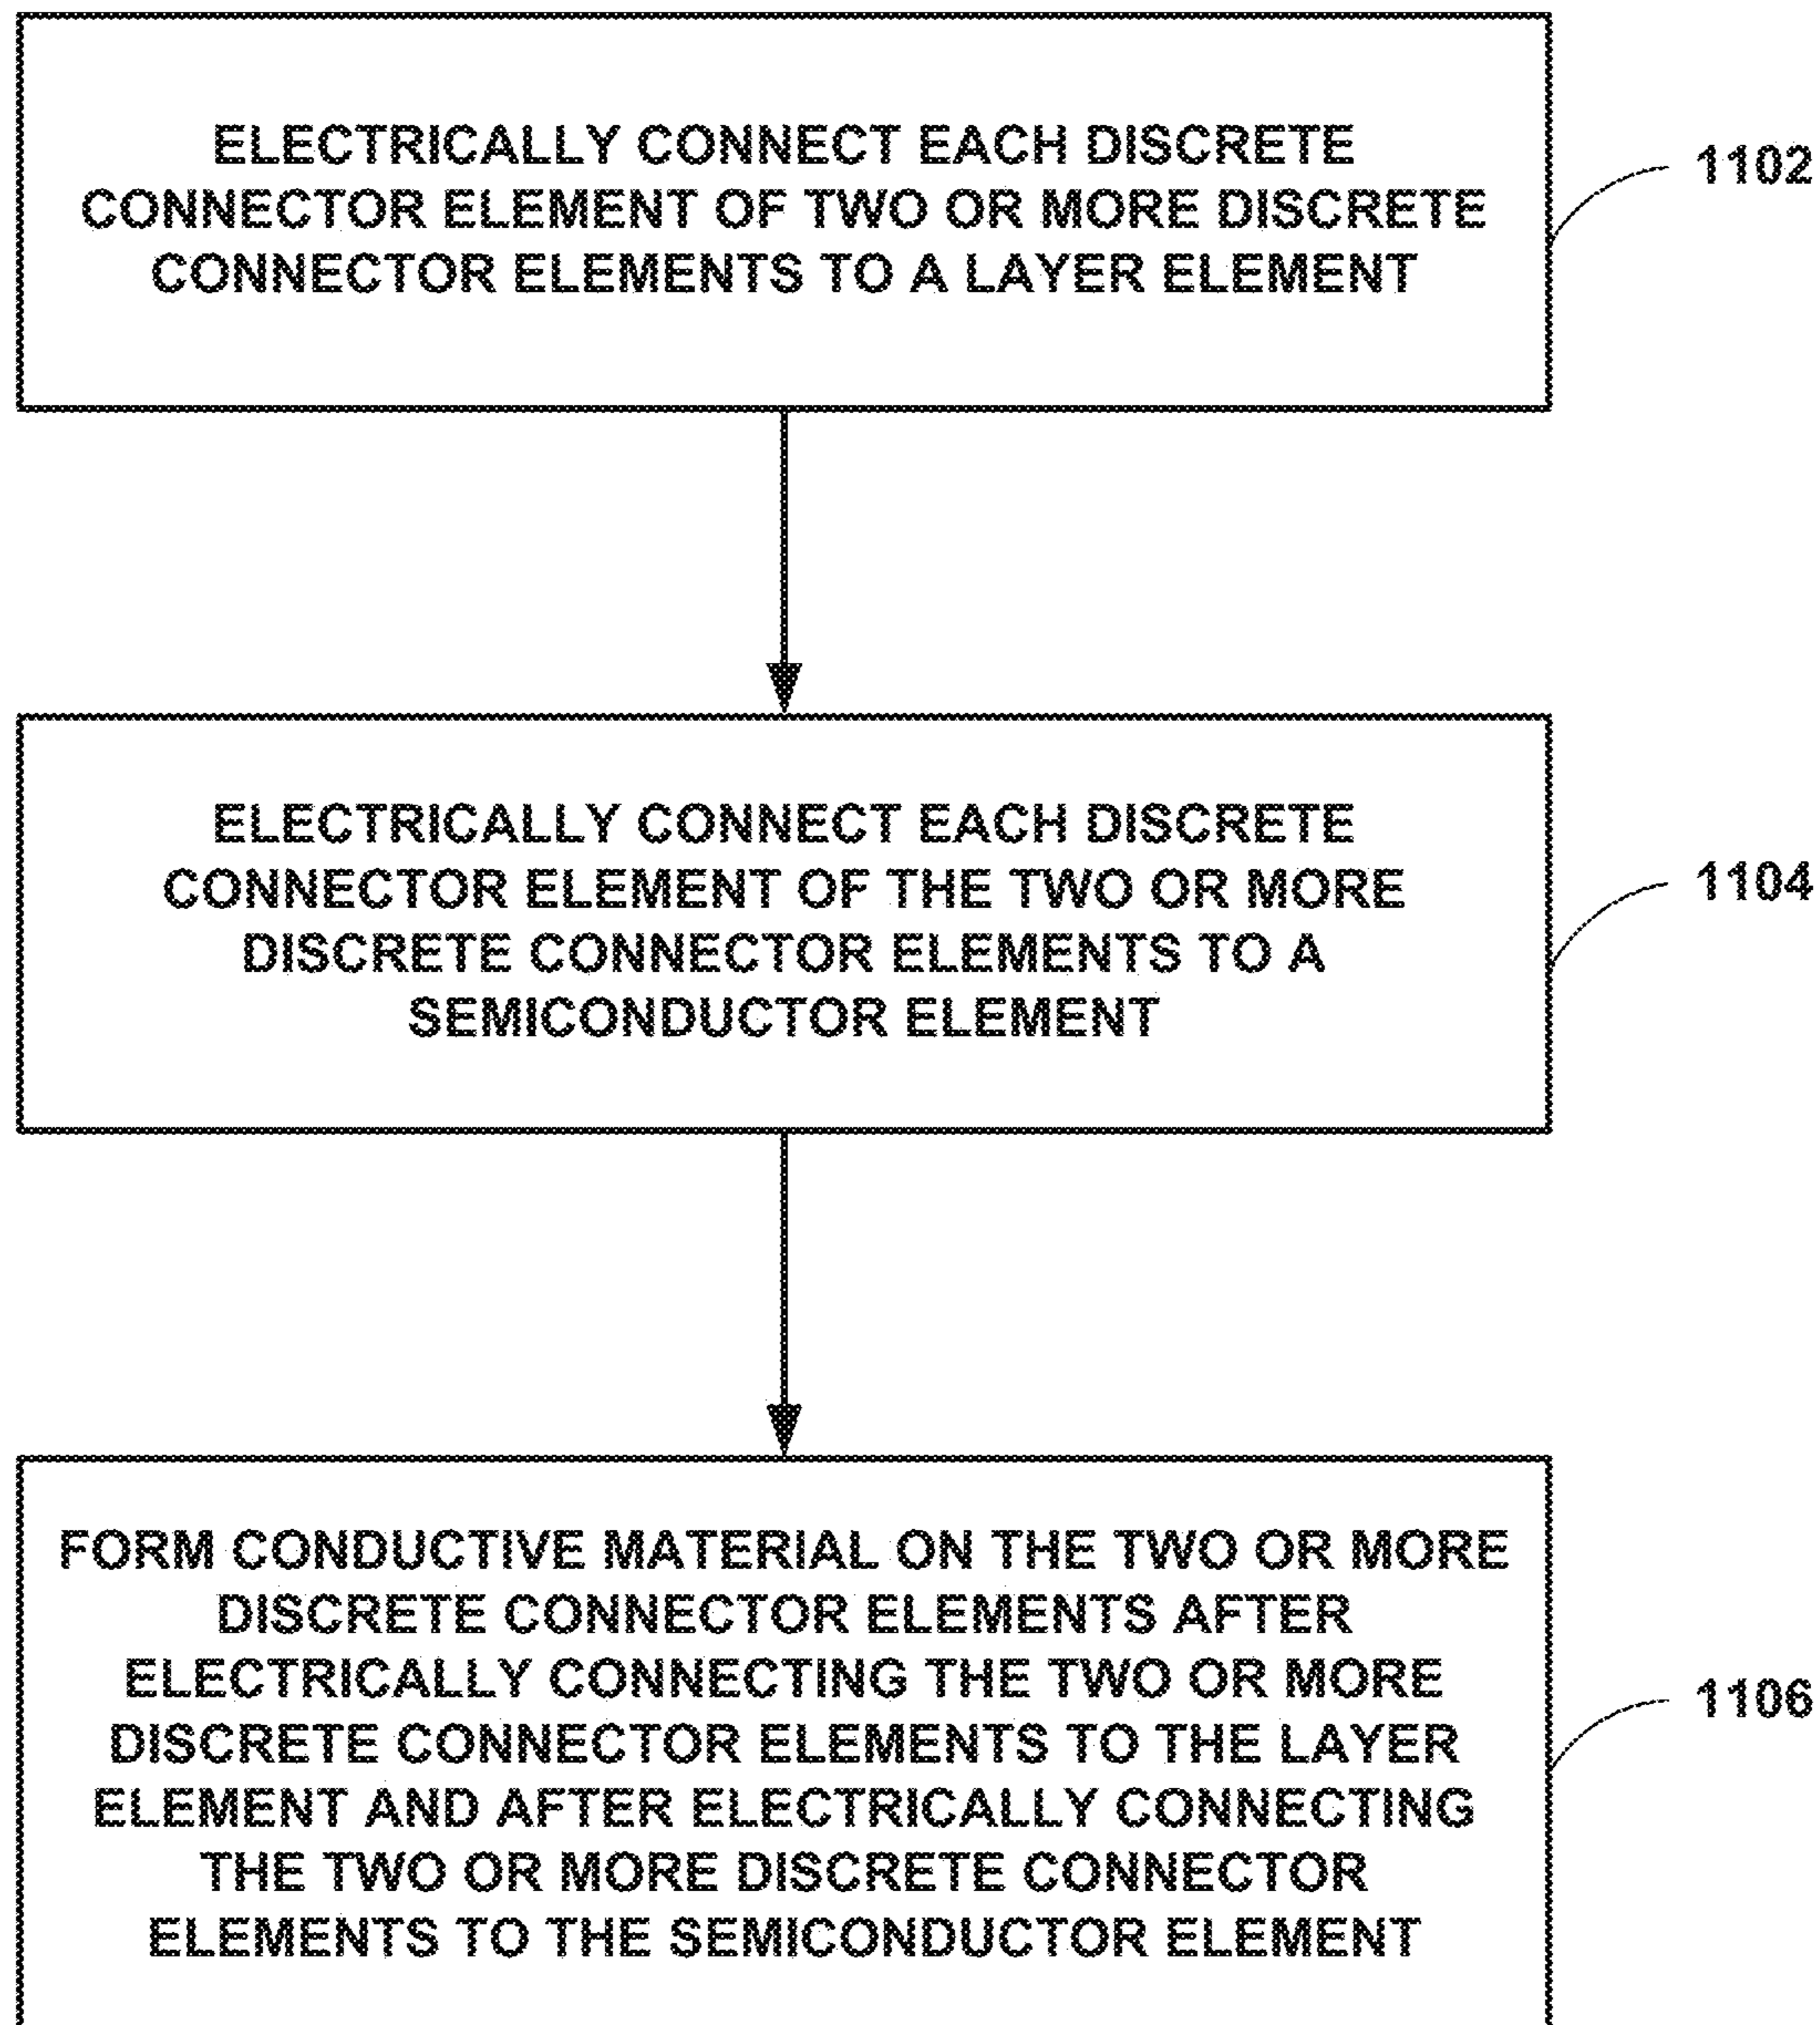 ELECTRICALLY CONNECT EACH DISCRETE
CONNECTOR ELEMENT OF TWO OR MORE DISCRETE
CONNECTOR ELEMENTS TO A LAYER ELEMENT
1102
ELECTRICALLY CONNECT EACH DISCRETE
CONNECTOR ELEMENT OF THE TWO OR MORE
DISCRETE CONNECTOR ELEMENTS TO A
SEMICONDUCTOR ELEMENT
1104
FORM CONDUCTIVE MATERIAL ON THE TWO OR MORE
DISCRETE CONNECTOR ELEMENTS AFTER
ELECTRICALLY CONNECTING THE TWO OR MORE
DISCRETE CONNECTOR ELEMENTS TO THE LAYER
ELEMENT AND AFTER ELECTRICALLY CONNECTING
THE TWO OR MORE DISCRETE CONNECTOR
ELEMENTS TO THE SEMICONDUCTOR ELEMENT
1106